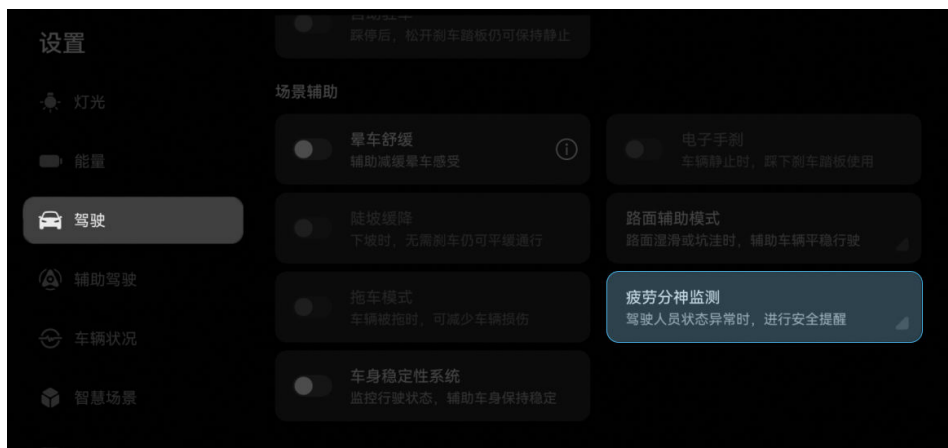 设置
踩停后，松开刹车踏板仍可保持静止
灯光
能量
驾驶
辅助驾驶
车辆状况
智慧场景
场景辅助
晕车舒缓
辅助减缓晕车感受
电子手刹
车辆静止时，踩下刹车踏板使用
陡坡缓降
下坡时，无需刹车仍可平缓通行
路面辅助模式
路面湿滑或坑洼时，辅助车辆平稳行驶
拖车模式
车辆被拖时，可减少车辆损伤
疲劳分神监测
驾驶人员状态异常时，进行安全提醒
车身稳定性系统
监控行驶状态，辅助车身保持稳定